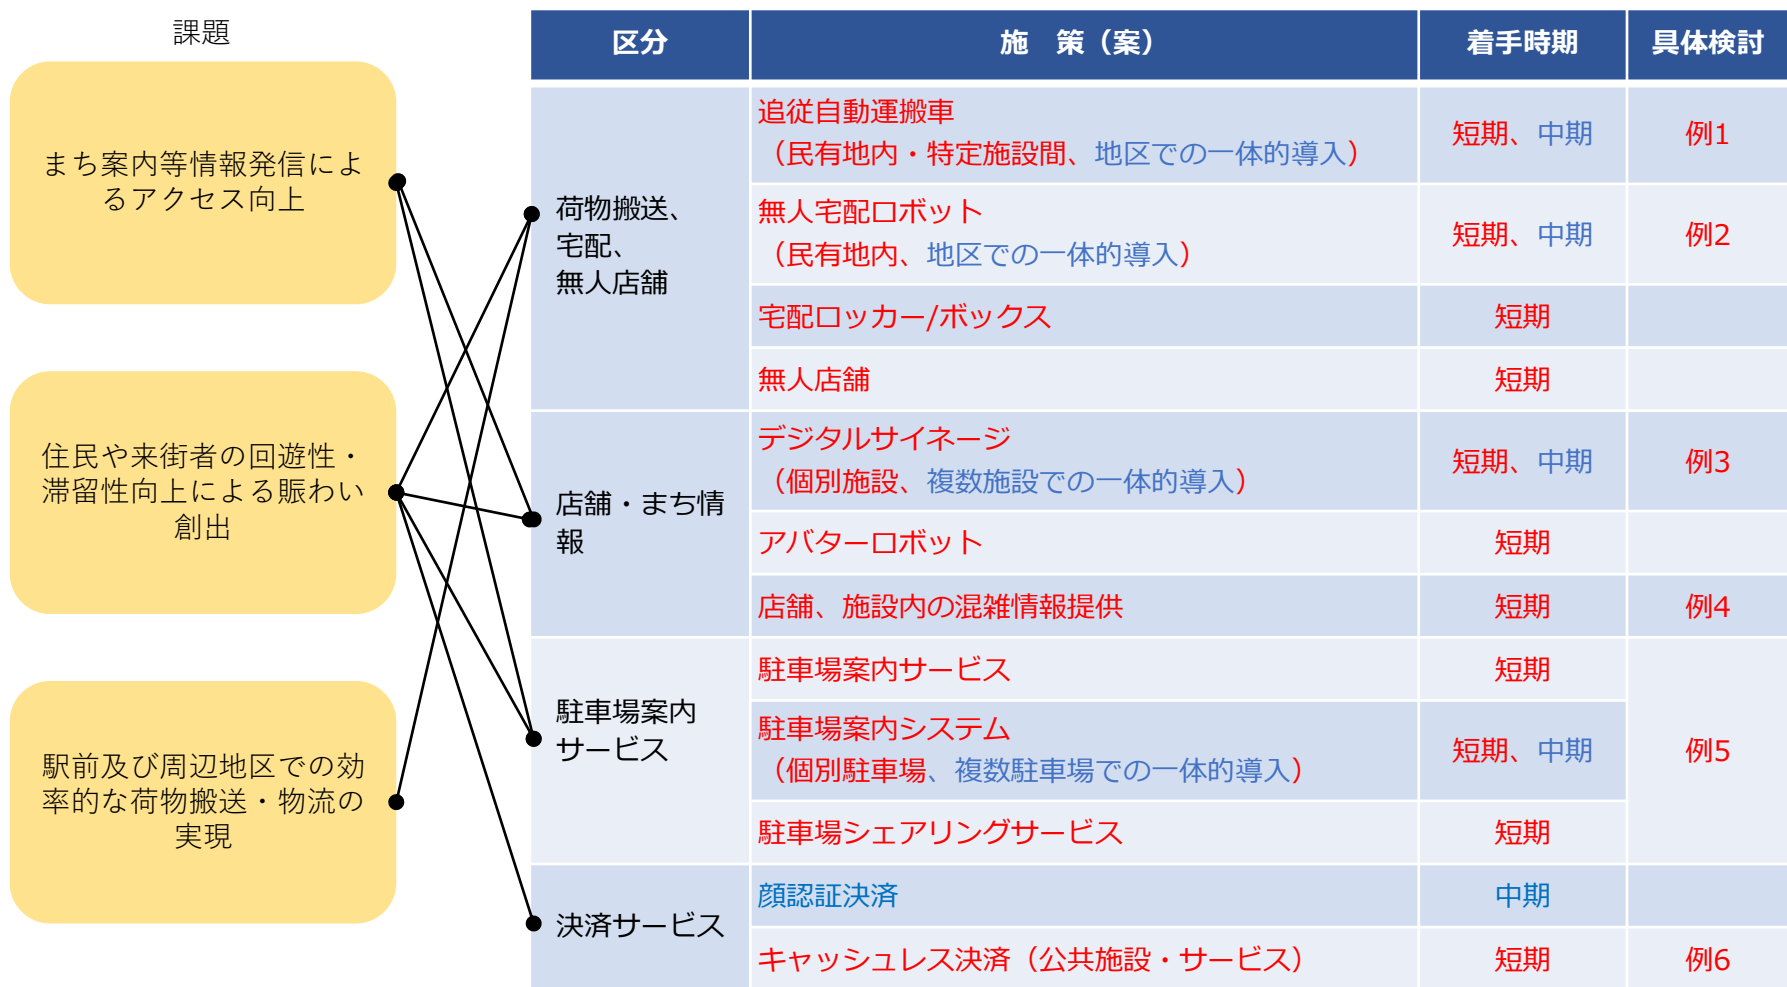 課題
まち案内等情報発信によ
るアクセス向上
住民や来街者の回遊性・
滞留性向上による賑わい
創出
駅前及び周辺地区での効
率的な荷物搬送・物流の
実現
区分 施　策（案） 着手時期 具体検討
荷物搬送、
宅配、
無人店舗
追従自動運搬車
（民有地内・特定施設間、地区での一体的導入）
短期、中期 例1
無人宅配ロボット
（民有地内、地区での一体的導入）
短期、中期 例2
宅配ロッカー/ボックス 短期
無人店舗 短期
店舗・まち情
報
デジタルサイネージ
（個別施設、複数施設での一体的導入）
短期、中期 例3
アバターロボット 短期
店舗、施設内の混雑情報提供 短期 例4
駐車場案内
サービス
駐車場案内サービス 短期
駐車場案内システム
（個別駐車場、複数駐車場での一体的導入）
短期、中期 例5
駐車場シェアリングサービス 短期
決済サービス
顔認証決済 中期
キャッシュレス決済（公共施設・サービス） 短期 例6